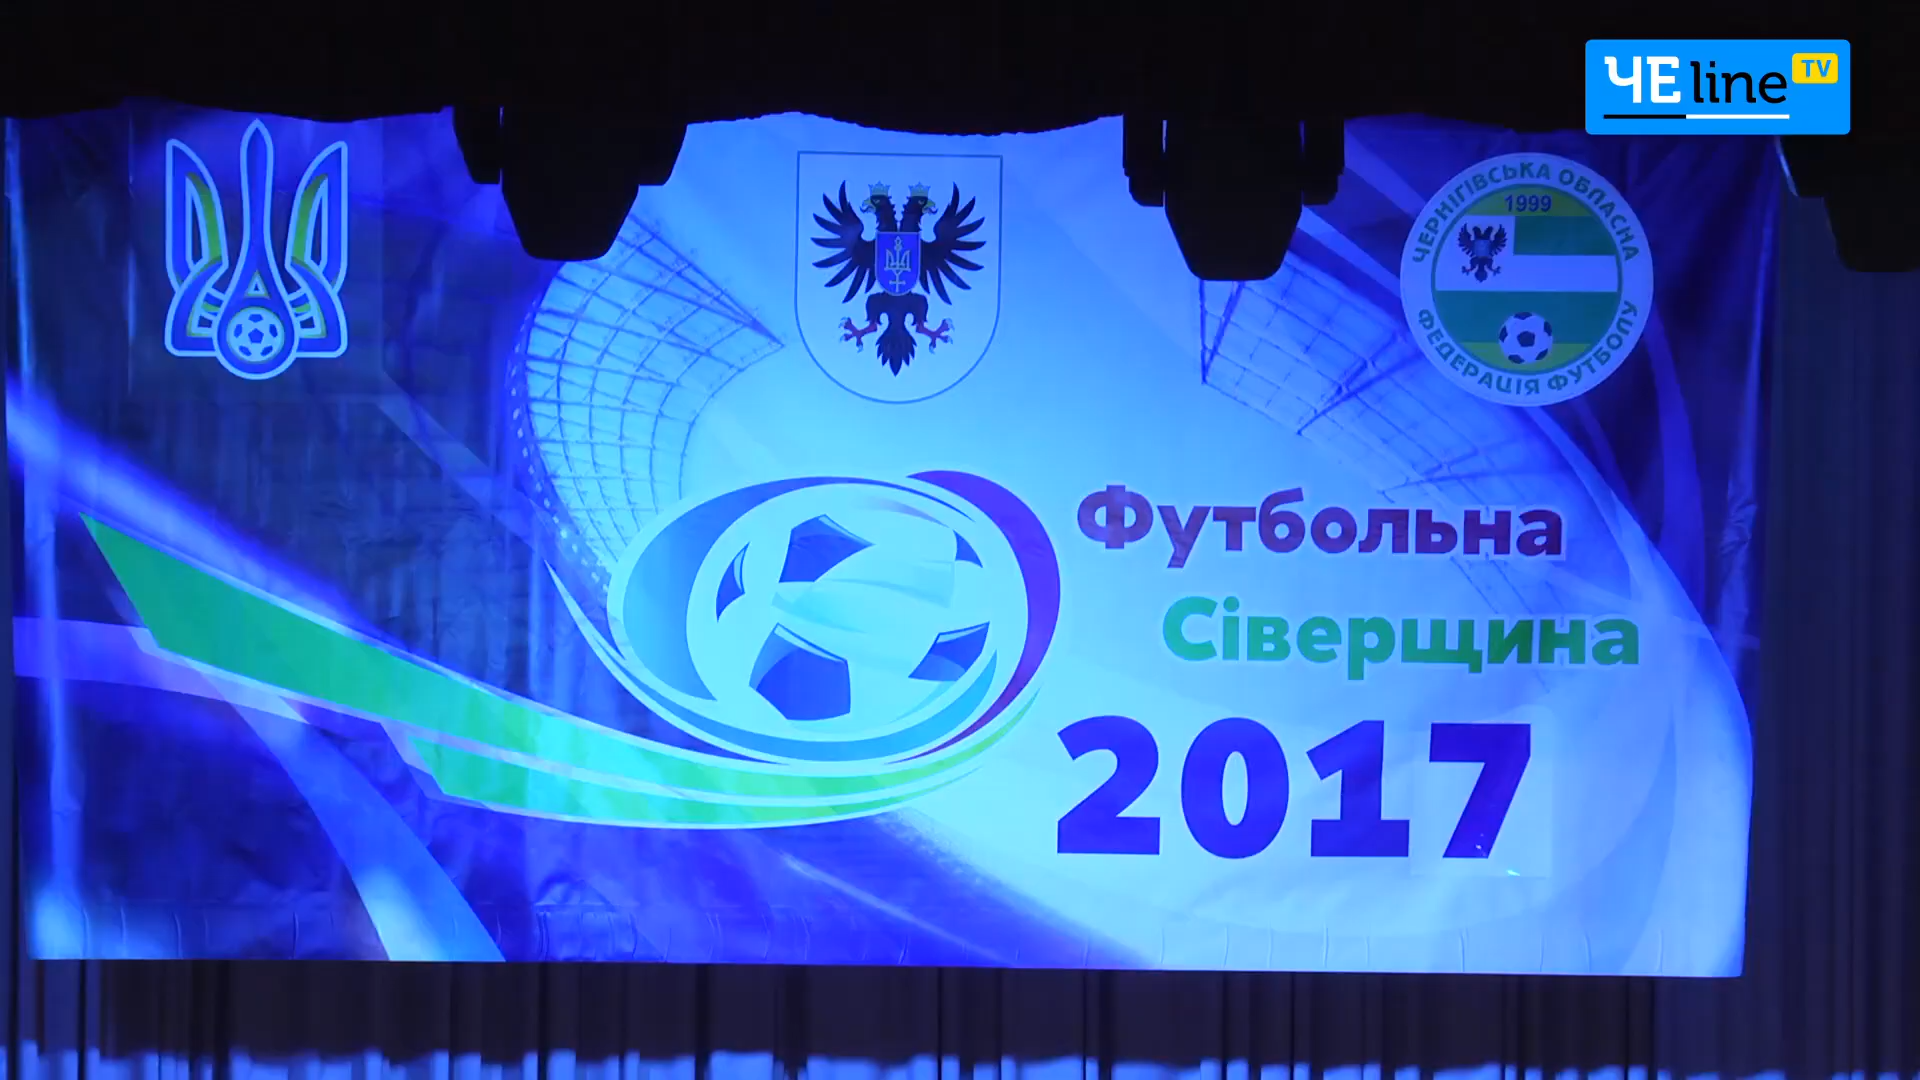 ЧЕline TV
ЧЕРНІГІВСЬКА ОБЛАСНА
1999
ФЕДЕРАЦІЯ ФУТБОЛУ
Футбольна
Сіверщина
2017